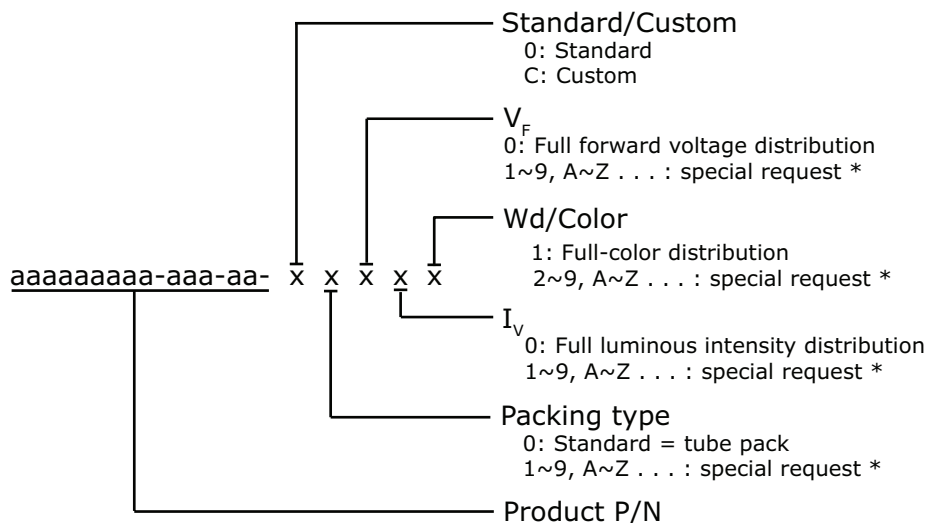 Standard/Custom
0: Standard
C: Custom
VF
0: Full forward voltage distribution
1~9, A~Z . . . : special request *
Wd/Color
1: Full-color distribution
2~9, A~Z . . . : special request *
aaaaaaaaa-aaa-aa- x x x x x
IV
0: Full luminous intensity distribution
1~9, A~Z . . . : special request *
Packing type
0: Standard = tube pack
1~9, A~Z . . . : special request *
Product P/N